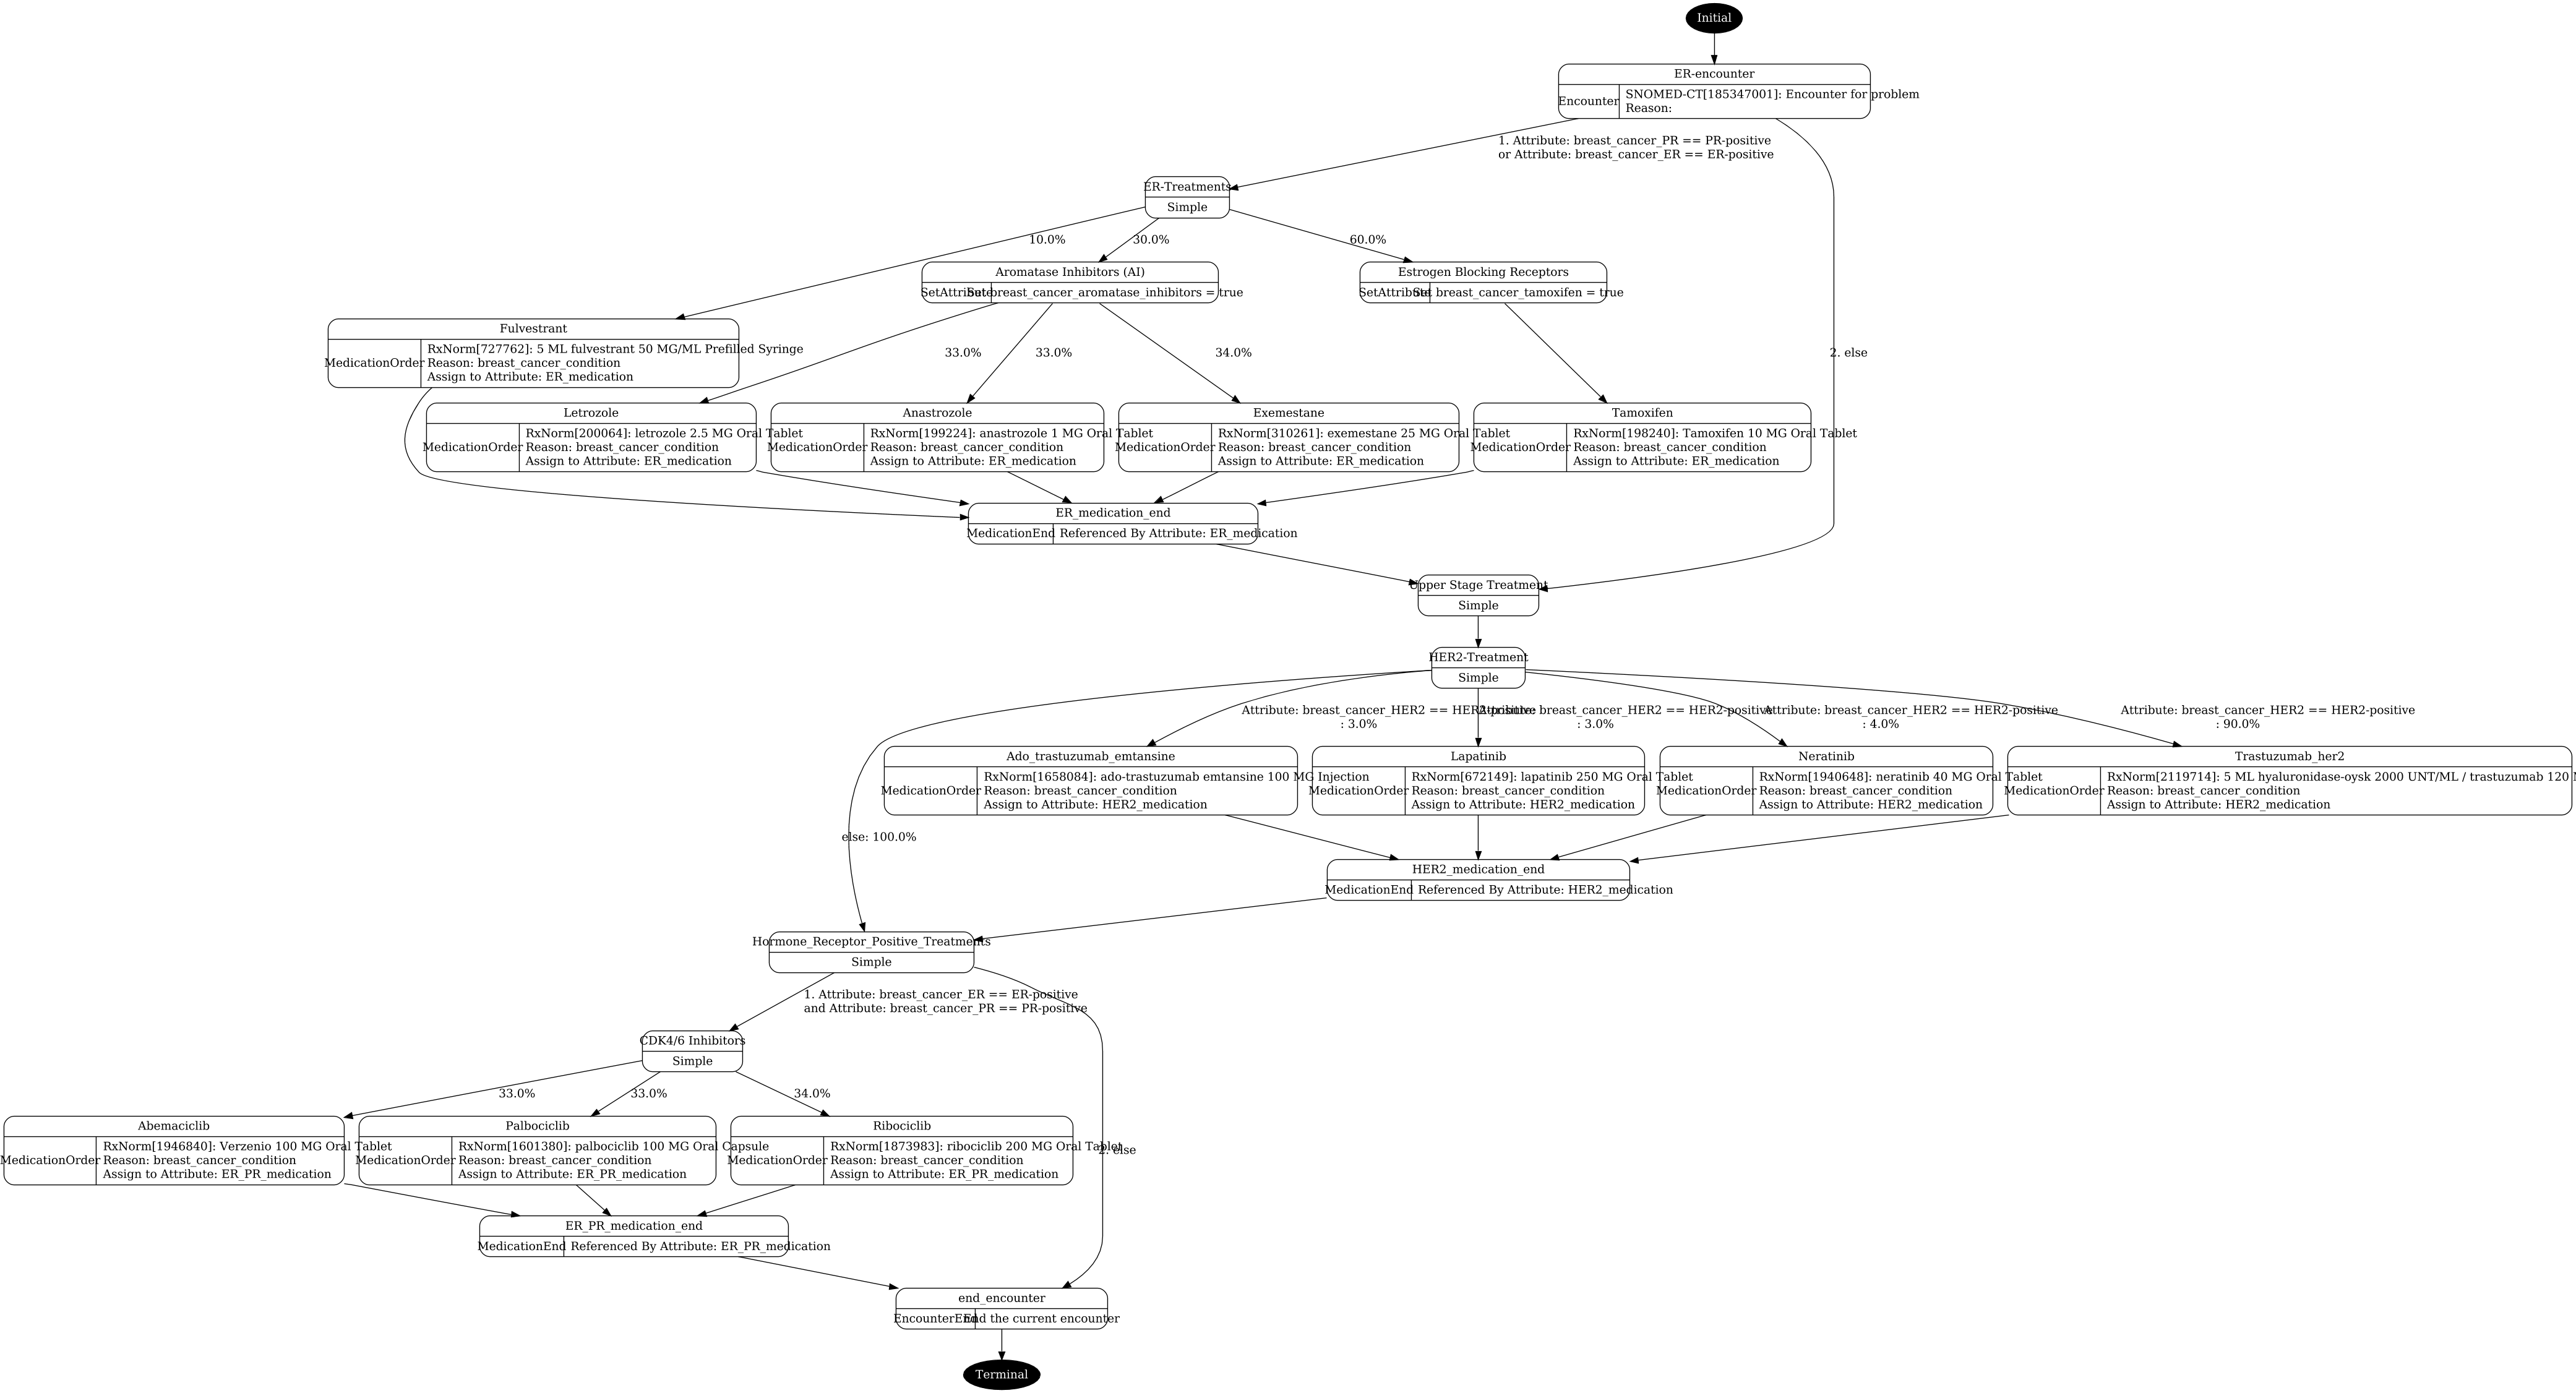 Initial
ER-encounter
Encounter
SNOMED-CT[185347001]: Encounter for problem
Reason:
1. Attribute: breast_cancer_PR == PR-positive
or Attribute: breast_cancer_ER == ER-positive
ER-Treatments
Simple
10.0%
30.0%
60.0%
Aromatase Inhibitors (AI)
SetAttribute
Set breast_cancer_aromatase_inhibitors = true
Estrogen Blocking Receptors
SetAttribute
Set breast_cancer_tamoxifen = true
Fulvestrant
MedicationOrder
RxNorm[727762]: 5 ML fulvestrant 50 MG/ML Prefilled Syringe
Reason: breast_cancer_condition
Assign to Attribute: ER_medication
33.0%
33.0%
34.0%
2. else
Letrozole
MedicationOrder
RxNorm[200064]: letrozole 2.5 MG Oral Tablet
Reason: breast_cancer_condition
Assign to Attribute: ER_medication
Anastrozole
MedicationOrder
RxNorm[199224]: anastrozole 1 MG Oral Tablet
Reason: breast_cancer_condition
Assign to Attribute: ER_medication
Exemestane
MedicationOrder
RxNorm[310261]: exemestane 25 MG Oral Tablet
Reason: breast_cancer_condition
Assign to Attribute: ER_medication
Tamoxifen
MedicationOrder
RxNorm[198240]: Tamoxifen 10 MG Oral Tablet
Reason: breast_cancer_condition
Assign to Attribute: ER_medication
ER_medication_end
MedicationEnd
Referenced By Attribute: ER_medication
Upper Stage Treatment
Simple
HER2-Treatment
Simple
Attribute: breast_cancer_HER2 == HER2-positive
: 3.0%
Attribute: breast_cancer_HER2 == HER2-positive
: 3.0%
Attribute: breast_cancer_HER2 == HER2-positive
: 4.0%
Attribute: breast_cancer_HER2 == HER2-positive
: 90.0%
Ado_trastuzumab_emtansine
MedicationOrder
RxNorm[1658084]: ado-trastuzumab emtansine 100 MG Injection
Reason: breast_cancer_condition
Assign to Attribute: HER2_medication
Lapatinib
MedicationOrder
RxNorm[672149]: lapatinib 250 MG Oral Tablet
Reason: breast_cancer_condition
Assign to Attribute: HER2_medication
Neratinib
MedicationOrder
RxNorm[1940648]: neratinib 40 MG Oral Tablet
Reason: breast_cancer_condition
Assign to Attribute: HER2_medication
Trastuzumab_her2
MedicationOrder
RxNorm[2119714]: 5 ML hyaluronidase-oysk 2000 UNT/ML / trastuzumab 120
Reason: breast_cancer_condition
Assign to Attribute: HER2_medication
else: 100.0%
HER2_medication_end
MedicationEnd
Referenced By Attribute: HER2_medication
Hormone_Receptor_Positive_Treatments
Simple
1. Attribute: breast_cancer_ER == ER-positive
and Attribute: breast_cancer_PR == PR-positive
CDK4/6 Inhibitors
Simple
33.0%
33.0%
34.0%
Abemaciclib
MedicationOrder
RxNorm[1946840]: Verzenio 100 MG Oral Tablet
Reason: breast_cancer_condition
Assign to Attribute: ER_PR_medication
Palbociclib
MedicationOrder
RxNorm[1601380]: palbociclib 100 MG Oral Capsule
Reason: breast_cancer_condition
Assign to Attribute: ER_PR_medication
Ribociclib
MedicationOrder
RxNorm[1873983]: ribociclib 200 MG Oral Tablet
Reason: breast_cancer_condition
Assign to Attribute: ER_PR_medication
2. else
ER_PR_medication_end
MedicationEnd
Referenced By Attribute: ER_PR_medication
end_encounter
EncounterEnd
End the current encounter
Terminal